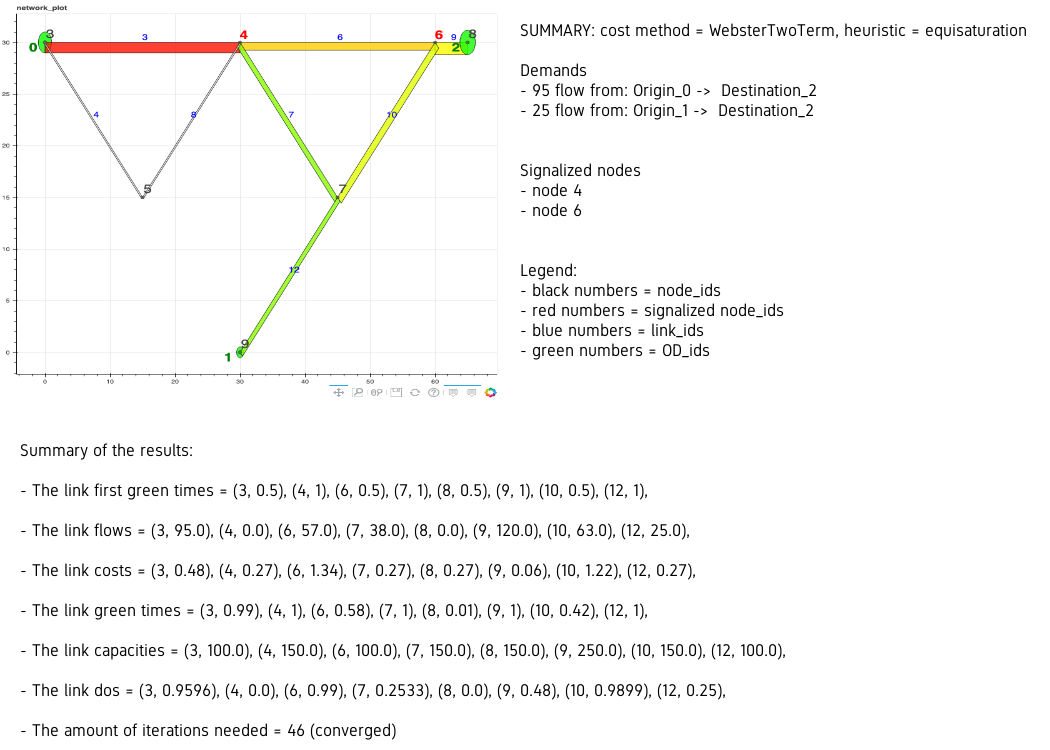 network_plot
3
0
3
4
6
6
9
2
8
30
25
20
15
10
5
0
4
8
7
10
5
7
12
9
1
0
10
20
30
40
50
60
SUMMARY: cost method = WebsterTwoTerm, heuristic = equisaturation
Demands
- 95 flow from: Origin_0 -> Destination_2
- 25 flow from: Origin_1 -> Destination_2
Signalized nodes
- node 4
- node 6
Legend:
- black numbers = node_ids
- red numbers = signalized node_ids
- blue numbers = link_ids
- green numbers = OD_ids
Summary of the results:
- The link first green times = (3, 0.5), (4, 1), (6, 0.5), (7, 1), (8, 0.5), (9, 1), (10, 0.5), (12, 1),
- The link flows = (3, 95.0), (4, 0.0), (6, 57.0), (7, 38.0), (8, 0.0), (9, 120.0), (10, 63.0), (12, 25.0),
- The link costs = (3, 0.48), (4, 0.27), (6, 1.34), (7, 0.27), (8, 0.27), (9, 0.06), (10, 1.22), (12, 0.27),
- The link green times = (3, 0.99), (4, 1), (6, 0.58), (7, 1), (8, 0.01), (9, 1), (10, 0.42), (12, 1),
- The link capacities = (3, 100.0), (4, 150.0), (6, 100.0), (7, 150.0), (8, 150.0), (9, 250.0), (10, 150.0), (12, 100.0),
- The link dos = (3, 0.9596), (4, 0.0), (6, 0.99), (7, 0.2533), (8, 0.0), (9, 0.48), (10, 0.9899), (12, 0.25),
- The amount of iterations needed = 46 (converged)